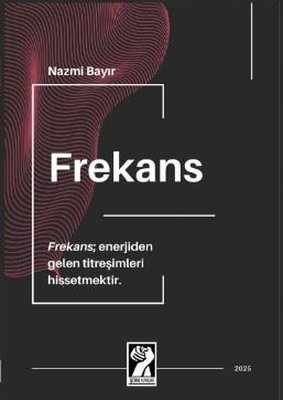 Nazmi Bayır
Frekans
Frekans; enerjiden
gelen titreşimleri
hissetmektir.
2025